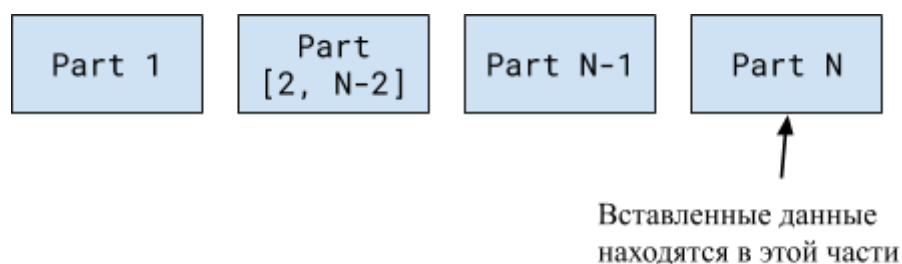 Part 1
Part
[2, N-2]
Part N-1
Part N
Вставленные данные
находятся в этой части